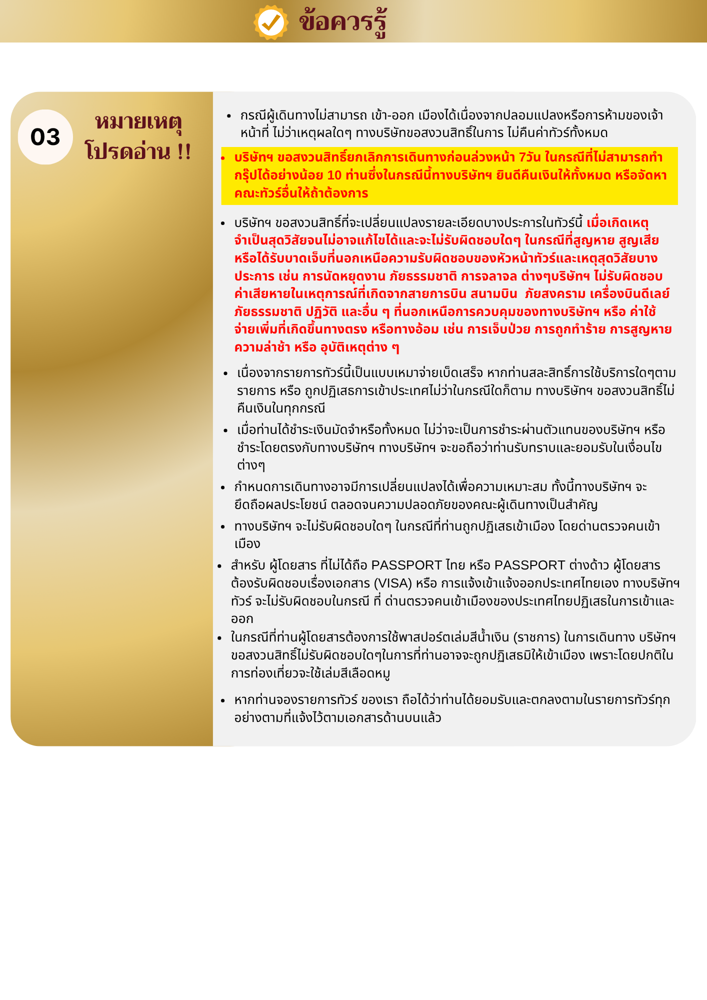 ข้อควรรู้
03
หมายเหตุ
โปรดอ่าน !!
• กรณีผู้เดินทางไม่สามารถ เข้า-ออก เมืองได้เนื่องจากปลอมแปลงหรือการห้ามของเจ้า
หน้าที่ ไม่ว่าเหตุผลใดๆ ทางบริษัทขอสงวนสิทธิ์ในการ ไม่คืนค่าทัวร์ทั้งหมด
• บริษัทฯ ขอสงวนสิทธิ์ยกเลิกการเดินทางก่อนล่วงหน้า 7วัน ในกรณีที่ไม่สามารถทำ
กรุ๊ปได้อย่างน้อย 10 ท่านซึ่งในกรณีนี้ทางบริษัทฯ ยินดีคืนเงินให้ทั้งหมด หรือจัดหา
คณะทัวร์อื่นให้ถ้าต้องการ
• บริษัทฯ ขอสงวนสิทธิ์ที่จะเปลี่ยนแปลงรายละเอียดบางประการในทัวร์นี้ เมื่อเกิดเหตุ
จำเป็นสุดวิสัยจนไม่อาจแก้ไขได้และจะไม่รับผิดชอบใดๆ ในกรณีที่สูญหาย สูญเสีย
หรือได้รับบาดเจ็บที่นอกเหนือความรับผิดชอบของหัวหน้าทัวร์และเหตุสุดวิสัยบาง
ประการ เช่น การนัดหยุดงาน ภัยธรรมชาติ การจลาจล ต่างๆบริษัทฯ ไม่รับผิดชอบ
ค่าเสียหายในเหตุการณ์ที่เกิดจากสายการบิน สนามบิน  ภัยสงคราม เครื่องบินดีเลย์
ภัยธรรมชาติ ปฏิวัติ และอื่น ๆ ที่นอกเหนือการควบคุมของทางบริษัทฯ หรือ ค่าใช้
จ่ายเพิ่มที่เกิดขึ้นทางตรง หรือทางอ้อม เช่น การเจ็บป่วย การถูกทำร้าย การสูญหาย
ความล่าช้า หรือ อุบัติเหตุต่าง ๆ
• เนื่องจากรายการทัวร์นี้เป็นแบบเหมาจ่ายเบ็ดเสร็จ หากท่านสละสิทธิ์การใช้บริการใดๆตาม
รายการ หรือ ถูกปฏิเสธการเข้าประเทศไม่ว่าในกรณีใดก็ตาม ทางบริษัทฯ ขอสงวนสิทธิ์ไม่
คืนเงินในทุกกรณี
• เมื่อท่านได้ชำระเงินมัดจำหรือทั้งหมด ไม่ว่าจะเป็นการชำระผ่านตัวแทนของบริษัทฯ หรือ
ชำระโดยตรงกับทางบริษัทฯ ทางบริษัทฯ จะขอถือว่าท่านรับทราบและยอมรับในเงื่อนไข
ต่างๆ
• กำหนดการเดินทางอาจมีการเปลี่ยนแปลงได้เพื่อความเหมาะสม ทั้งนี้ทางบริษัทฯ จะ
ยึดถือผลประโยชน์ ตลอดจนความปลอดภัยของคณะผู้เดินทางเป็นสำคัญ
• ทางบริษัทฯ จะไม่รับผิดชอบใดๆ ในกรณีที่ท่านถูกปฏิเสธเข้าเมือง โดยด่านตรวจคนเข้า
เมือง
• สำหรับ ผู้โดยสาร ที่ไม่ได้ถือ PASSPORT ไทย หรือ PASSPORT ต่างด้าว ผู้โดยสาร
ต้องรับผิดชอบเรื่องเอกสาร (VISA) หรือ การแจ้งเข้าแจ้งออกประเทศไทยเอง ทางบริษัทฯ
ทัวร์ จะไม่รับผิดชอบในกรณี ที่ ด่านตรวจคนเข้าเมืองของประเทศไทยปฏิเสธในการเข้าและ
ออก
• ในกรณีที่ท่านผู้โดยสารต้องการใช้พาสปอร์ตเล่มสีน้ำเงิน (ราชการ) ในการเดินทาง บริษัทฯ
ขอสงวนสิทธิ์ไม่รับผิดชอบใดๆในการที่ท่านอาจจะถูกปฏิเสธมิให้เข้าเมือง เพราะโดยปกติใน
การท่องเที่ยวจะใช้เล่มสีเลือดหมู
• หากท่านจองรายการทัวร์ ของเรา ถือได้ว่าท่านได้ยอมรับและตกลงตามในรายการทัวร์ทุก
อย่างตามที่แจ้งไว้ตามเอกสารด้านบนแล้ว